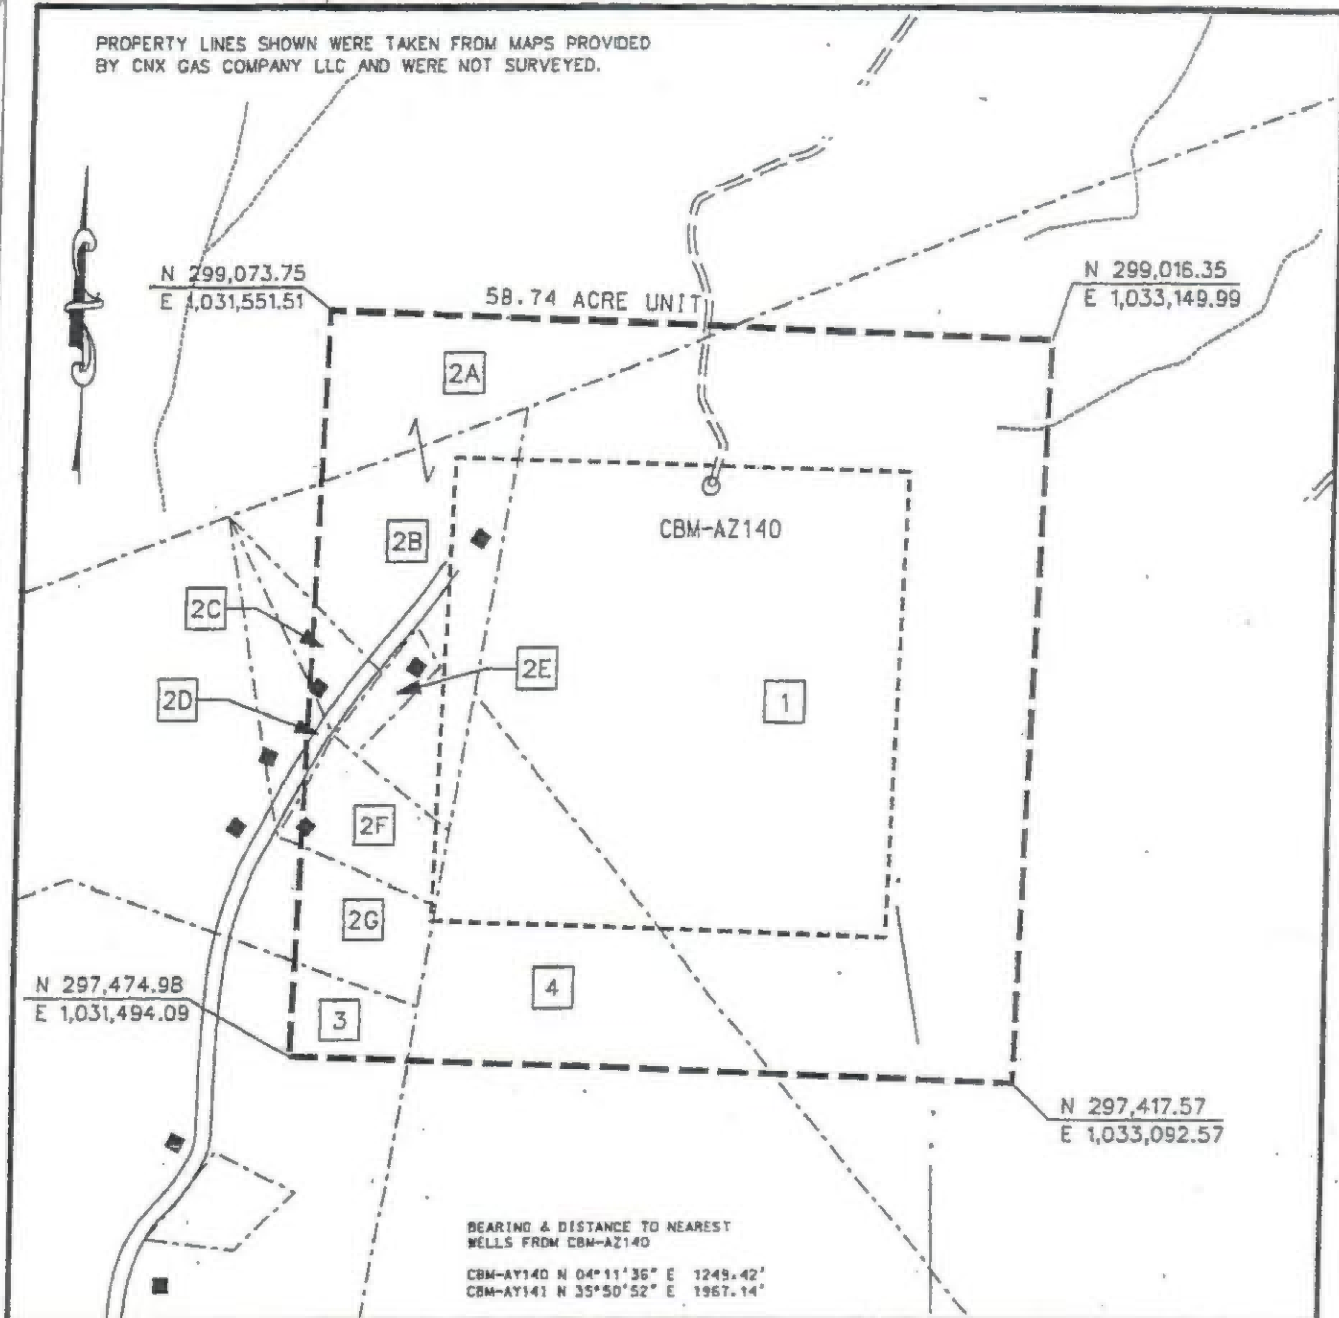 PROPERTY LINES SHOWN WERE TAKEN FROM MAPS PROVIDED
BY CNX GAS COMPANY LLC AND WERE NOT SURVEYED.
N 299,073.75
E 1,031,551.51
58.74 ACRE UNIT
N 299,016.35
E 1,033,149.99
2A
CBM-AZ140
2B
2C
2E
2D
1
2F
2G
N 297,474.98
E 1,031,494.09
4
3
N 297,417.57
E 1,033,092.57
BEARING & DISTANCE TO NEAREST
WELLS FROM CBM-AZ140
CBM-AY140 N 04°11'36" E 1249.42'
CBM-AY141 N 35°50'52" E 1967.14'